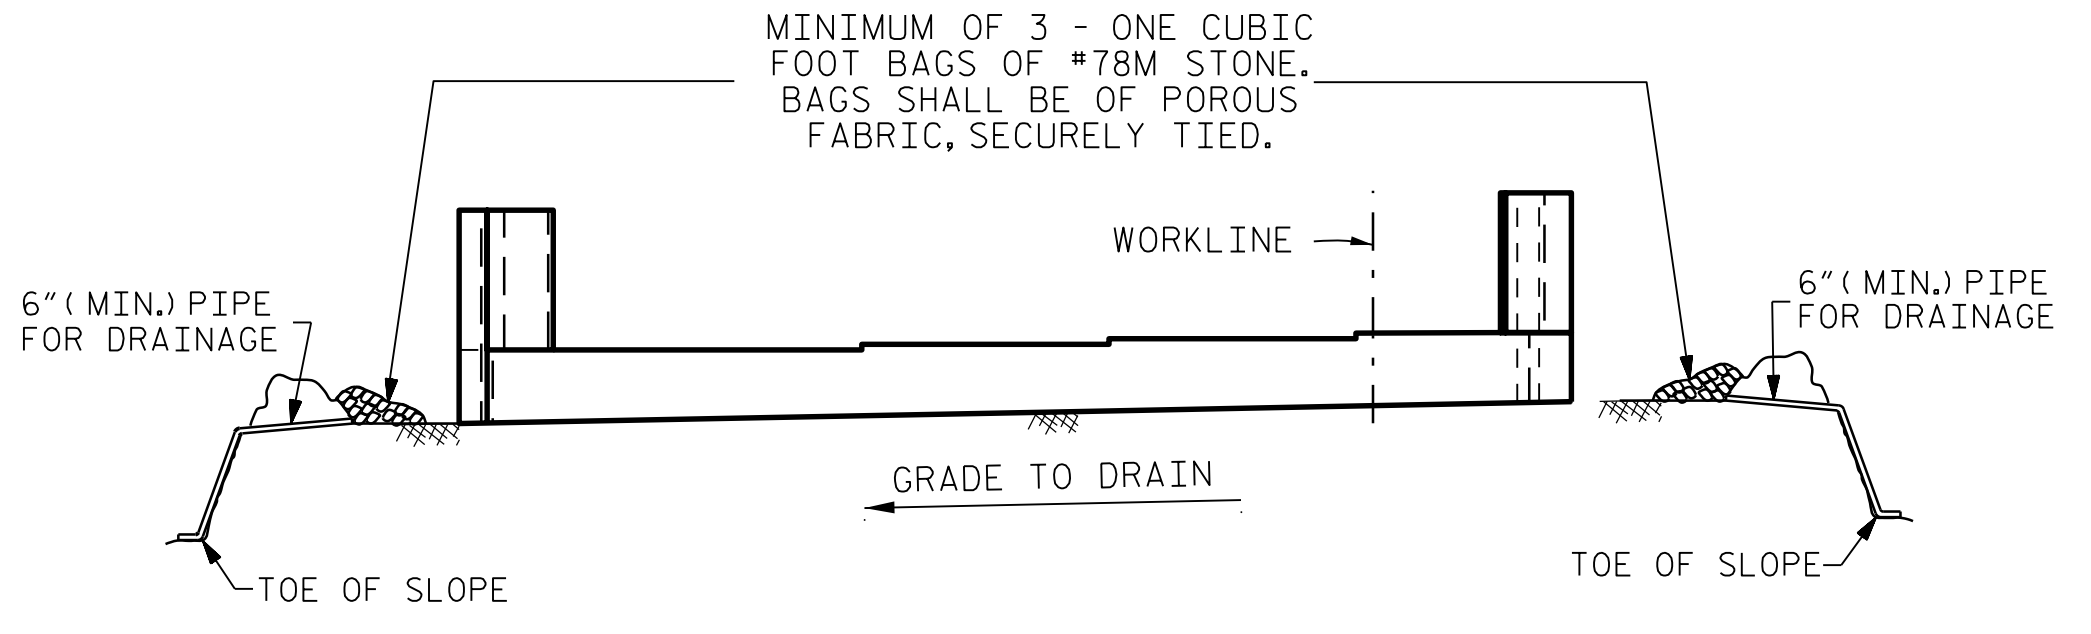 MINIMUM OF 3 - ONE CUBIC
FOOT BAGS OF #78M STONE.
BAGS SHALL BE OF POROUS
FABRIC, SECURELY TIED.
WORKLINE
6"(MIN.) PIPE
FOR DRAINAGE
6"(MIN.) PIPE
FOR DRAINAGE
GRADE TO DRAIN
TOE OF SLOPE
TOE OF SLOPE